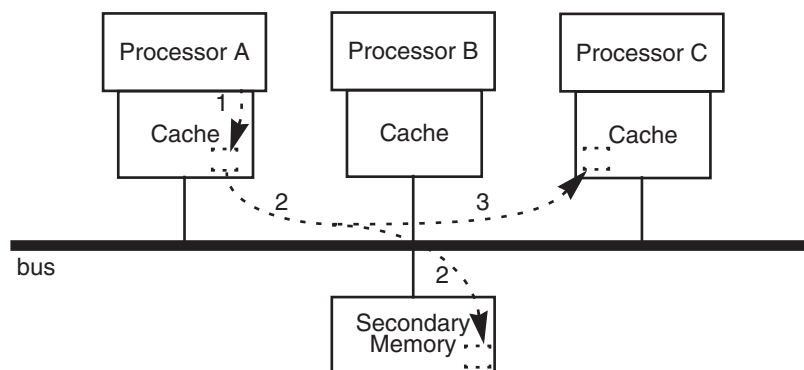 Processor A
Processor B
Processor C
1
Cache
Cache
Cache
2
3
bus
2
Secondary
Memory